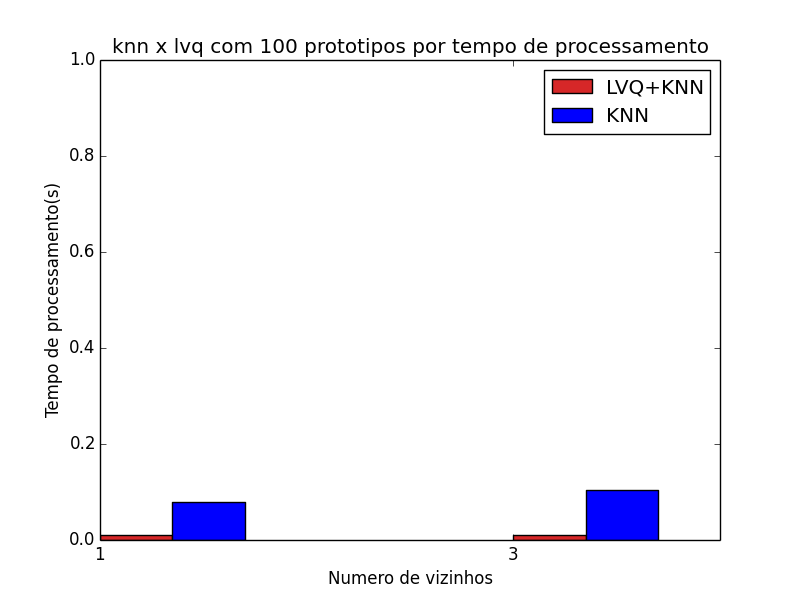 knn x lvq com 100 prototipos por tempo de processamento
LVQ+KNN
KNN
Tempo de processamento(s)
1.0
0.8
0.6
0.4
0.2
0.0
1
3
Numero de vizinhos